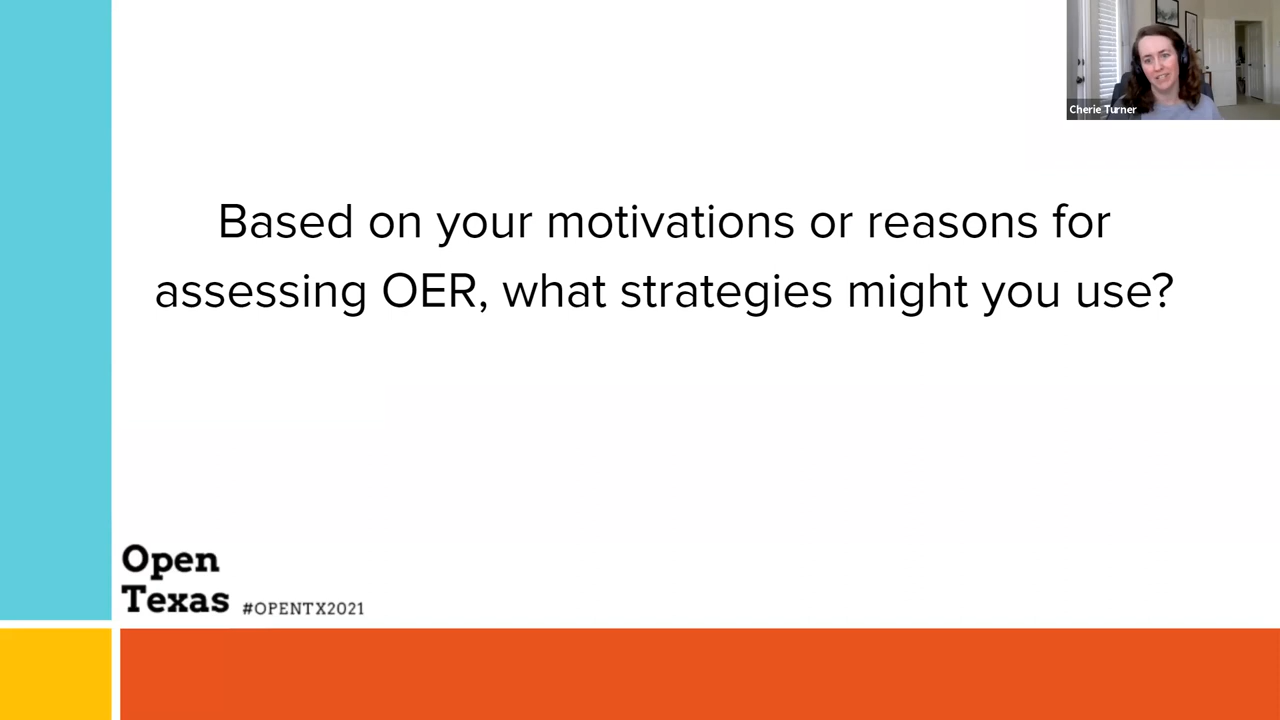 Cherie Turner
Based on your motivations or reasons for
assessing OER, what strategies might you use?
Open
Texas #OPENTX2021